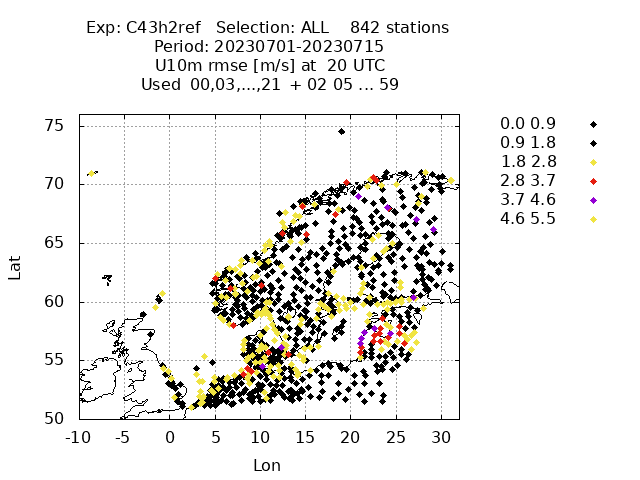 Exp: C43h2ref   Selection: ALL    842 stations
Period: 20230701-20230715
U10m rmse [m/s] at  20 UTC
Used  00,03,...,21  + 02 05 ... 59
75
70
65
60
55
50
Lat
-10 -5 0 5 10 15 20 25 30
Lon
0.0 0.9
0.9 1.8
1.8 2.8
2.8 3.7
3.7 4.6
4.6 5.5